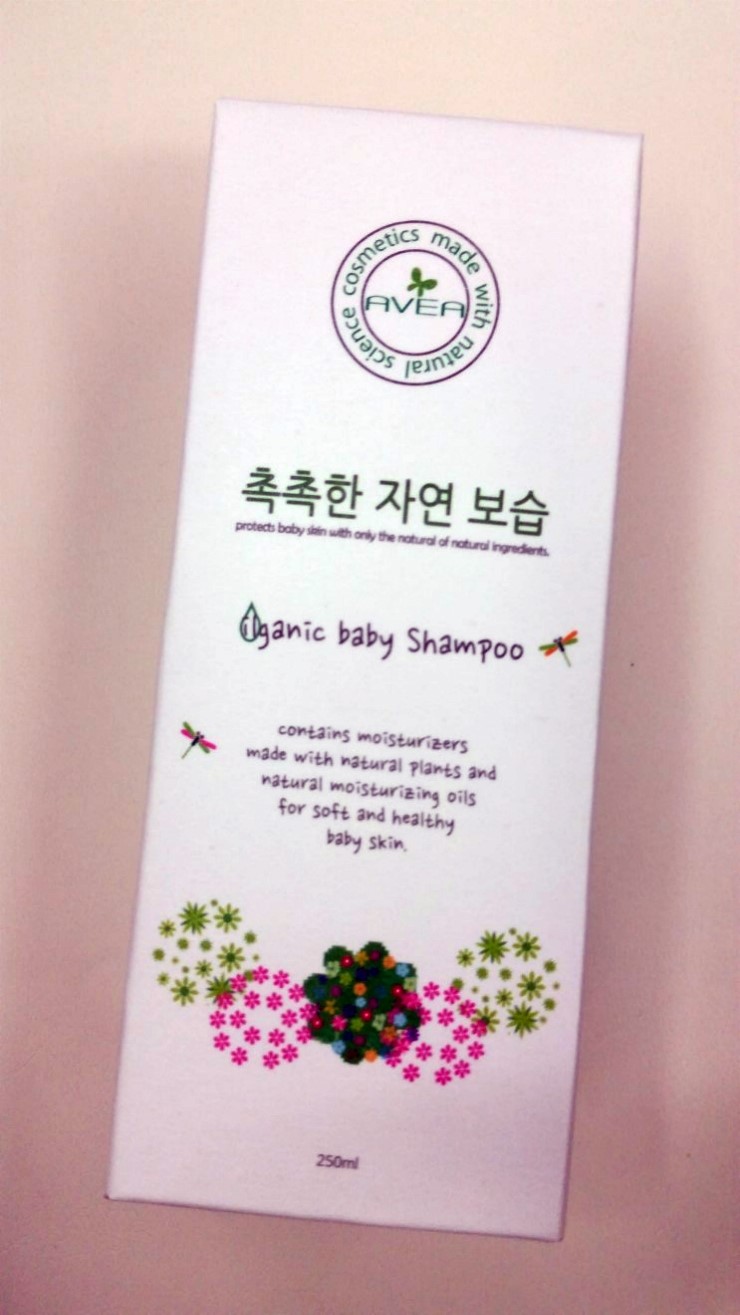 cosmetics made with natural science
AVEA
촉촉한 자연 보습
protects baby skin with only the natural of natural ingredients.
ilganic baby Shampoo
contains moisturizers
made with natural plants and
natural moisturizing oils
for soft and healthy
baby skin.
250ml